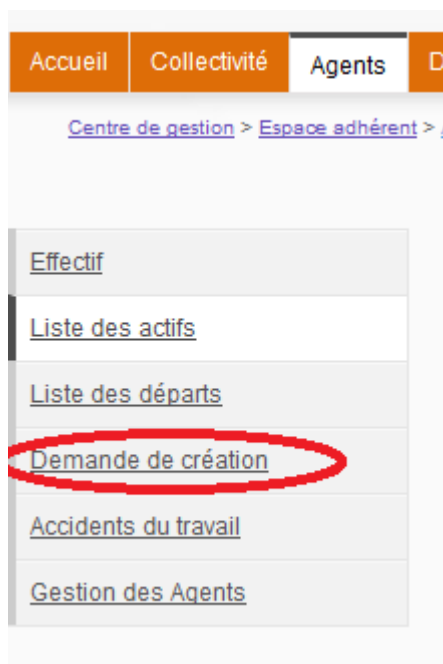 Accueil Collectivité Agents D
Centre de gestion > Espace adhérent >
Effectif
Liste des actifs
Liste des départs
Demande de création
Accidents du travail
Gestion des Agents